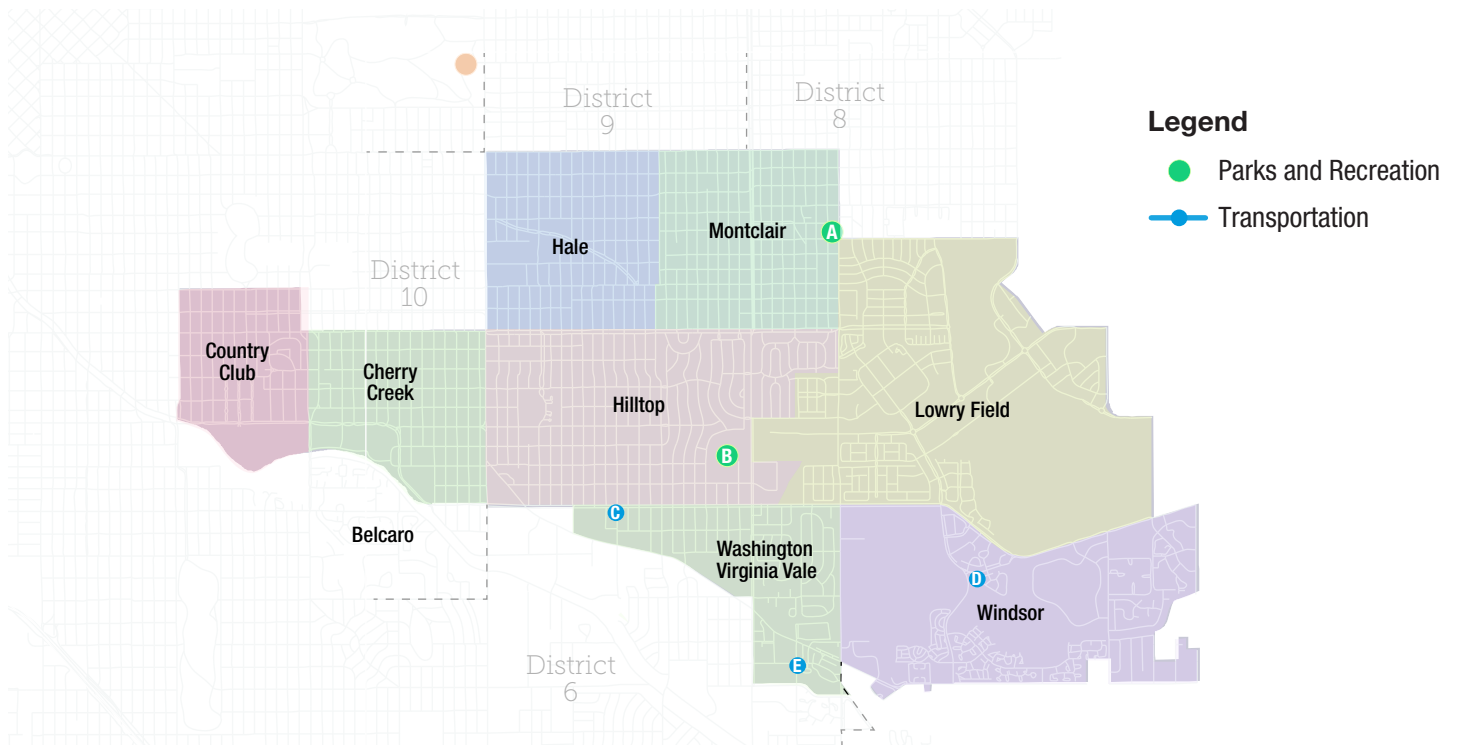 District
9
District
8
Legend
Parks and Recreation
Transportation
Hale
Montclair
A
District
10
Country
Club
Cherry
Creek
Hilltop
Lowry Field
B
C
Belcaro
Washington
Virginia Vale
D
Windsor
E
District
6